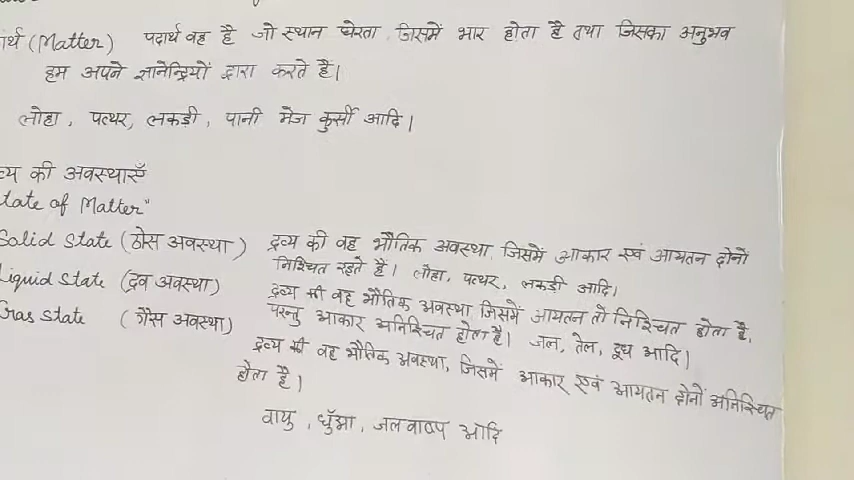 र्थ (Matter) पदार्थ वह है जो स्थान घेरता जिसमें भार होता है तथा जिसका अनुभव
हम अपने ज्ञानेन्द्रियों द्वारा करते हैं।
लोहा, पत्थर, लकड़ी, पानी मेज कुर्सी आदि।
व्य की अवस्थाएँ
tate of Matter"
Solid State (ठोस अवस्था) द्रव्य की वह भौतिक अवस्था जिसमें आकार एवं आयतन दोनों
निश्चित रहते हैं। लोहा, पत्थर, लकड़ी आदि।
Liquid State (द्रव अवस्था) द्रव्य की वह भौतिक अवस्था जिसमें आयतन तो निश्चित होता है,
परन्तु आकार अनिश्चित होता है। जल, तेल, दूध आदि।
Gas State (गैस अवस्था) द्रव्य की वह भौतिक अवस्था, जिसमें आकार एवं आयतन दोनों अनिश्चित
होता है।
वायु, धुँआ, जलवाष्प आदि